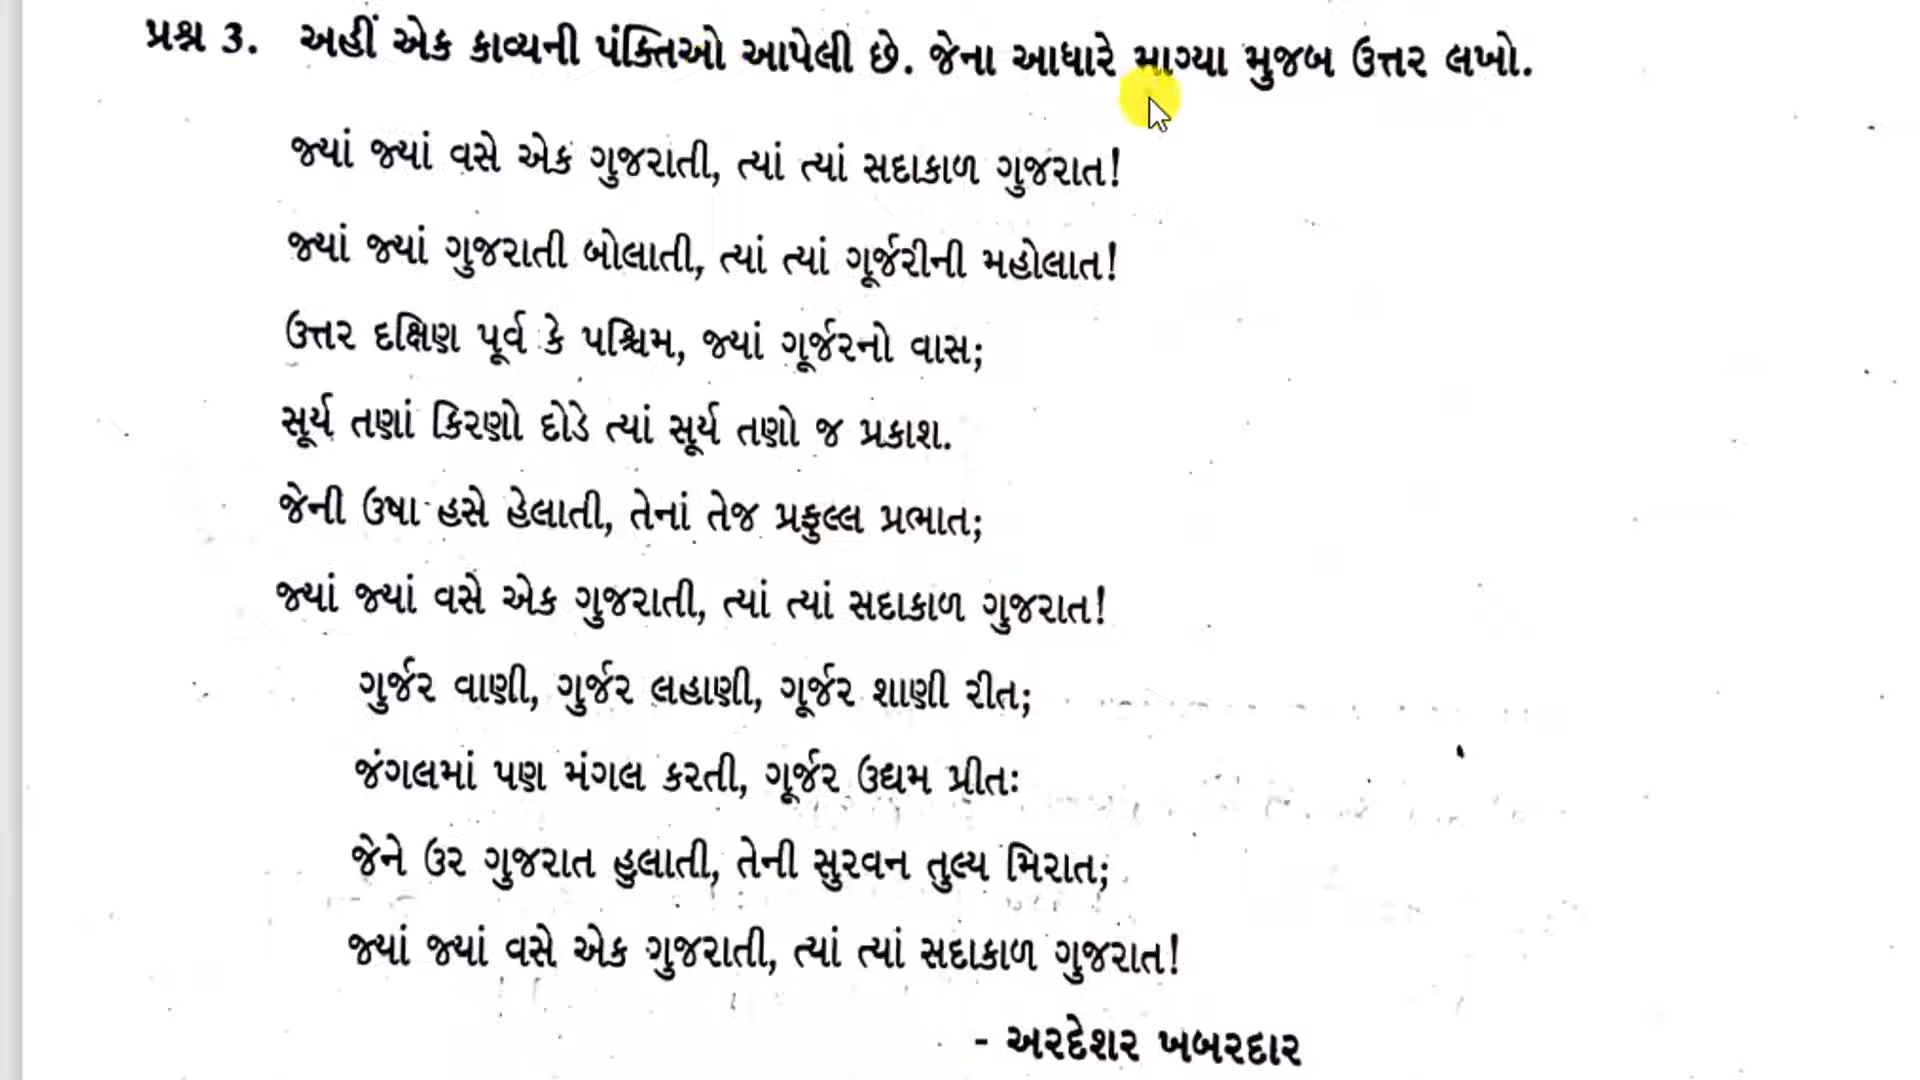 પ્રશ્ન 3. અહીં એક કાવ્યની પંક્તિઓ આપેલી છે. જેના આધારે માગ્યા મુજબ ઉત્તર લખો.
જ્યાં જ્યાં વસે એક ગુજરાતી, ત્યાં ત્યાં સદાકાળ ગુજરાત!
જ્યાં જ્યાં ગુજરાતી બોલાતી, ત્યાં ત્યાં ગૂર્જરીની મહોલાત!
ઉત્તર દક્ષિણ પૂર્વ કે પશ્ચિમ, જ્યાં ગૂર્જરનો વાસ;
સૂર્ય તણાં કિરણો દોડે ત્યાં સૂર્ય તણો જ પ્રકાશ.
જેની ઉષા હસે હેલાતી, તેનાં તેજ પ્રફુલ્લ પ્રભાત;
જ્યાં જ્યાં વસે એક ગુજરાતી, ત્યાં ત્યાં સદાકાળ ગુજરાત!
ગુર્જર વાણી, ગુર્જર લહાણી, ગૂર્જર શાણી રીત;
જંગલમાં પણ મંગલ કરતી, ગૂર્જર ઉદ્યમ પ્રીતઃ
જેને ઉર ગુજરાત હુલાતી, તેની સુરવન તુલ્ય મિરાત;
જ્યાં જ્યાં વસે એક ગુજરાતી, ત્યાં ત્યાં સદાકાળ ગુજરાત!
- અરદેશર ખબરદાર